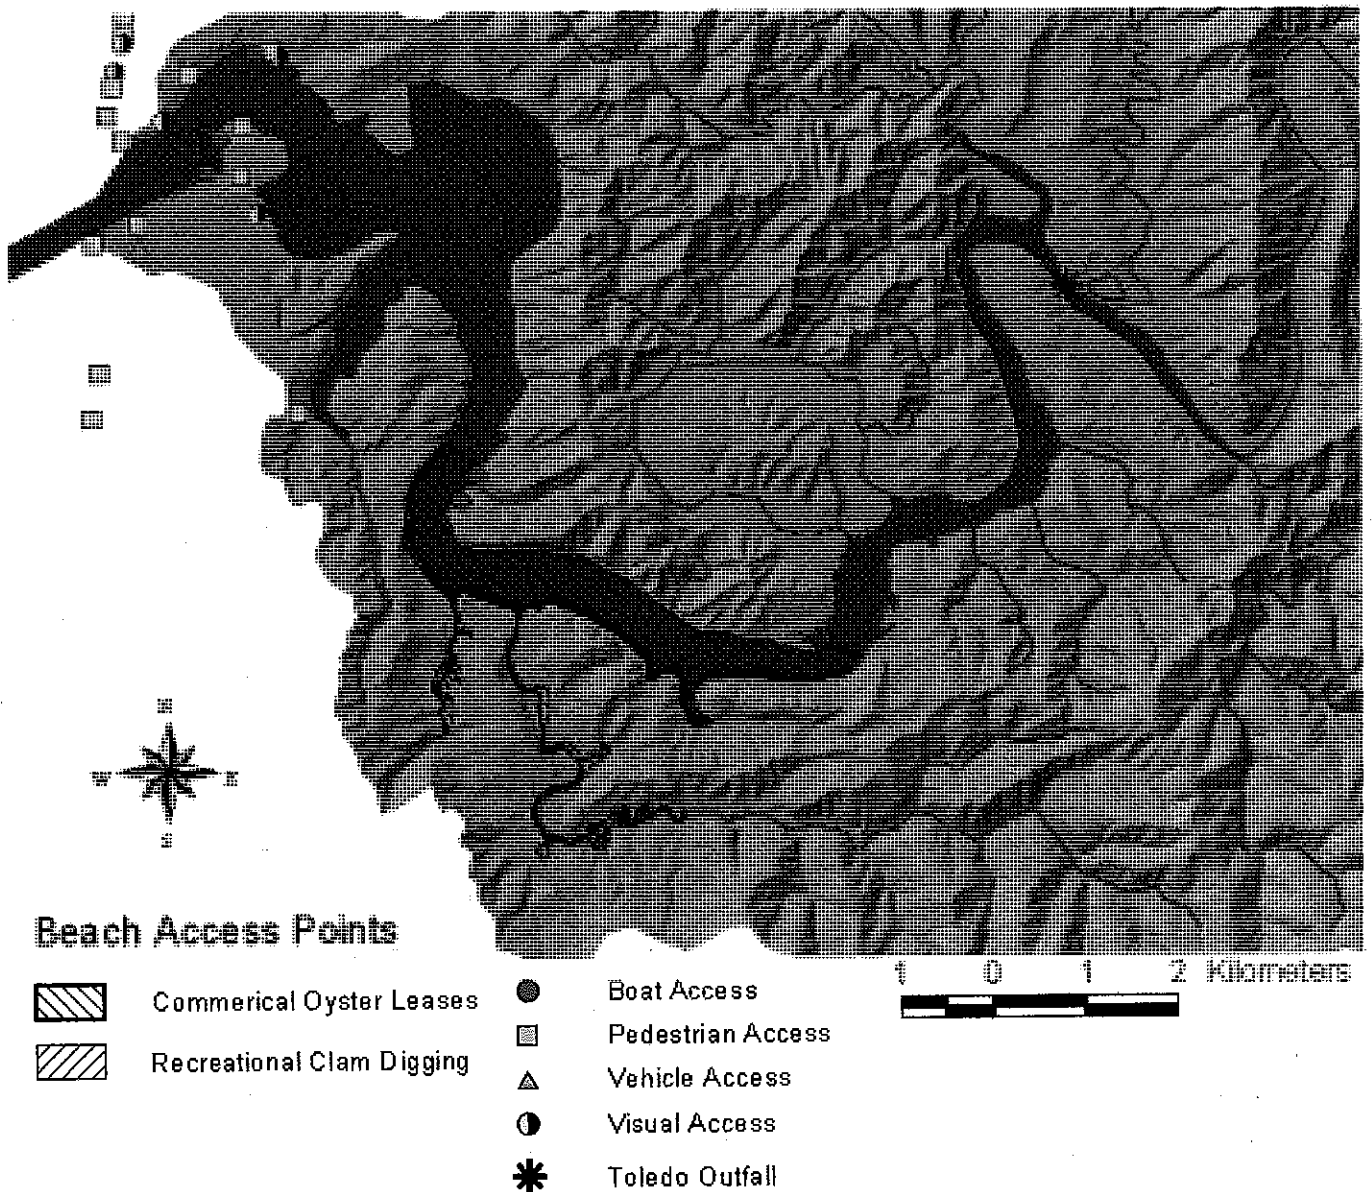 N
W E
S
Beach Access Points
Commerical Oyster Leases
Recreational Clam Digging
Boat Access
Pedestrian Access
Vehicle Access
Visual Access
Toledo Outfall
1 0 1 2 Kilometers